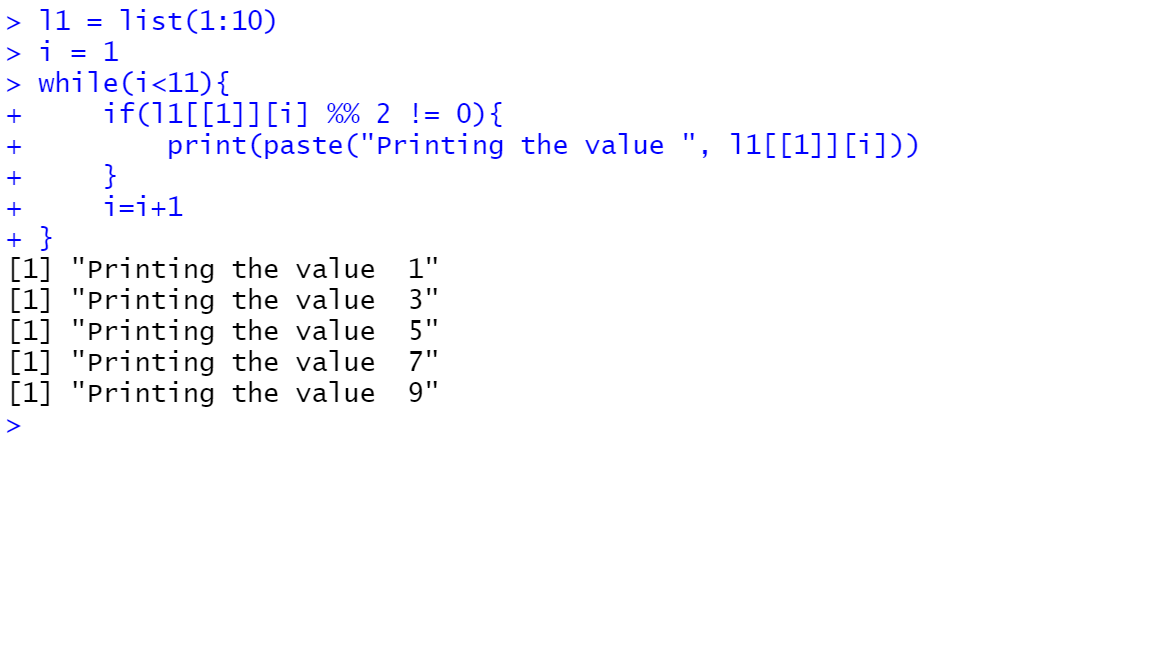 > l1 = list(1:10)
> i = 1
> while(i<11){
+     if(l1[[1]][i] %% 2 != 0){
+         print(paste("Printing the value ", l1[[1]][i]))
+     }
+     i=i+1
+ }
[1] "Printing the value  1"
[1] "Printing the value  3"
[1] "Printing the value  5"
[1] "Printing the value  7"
[1] "Printing the value  9"
>